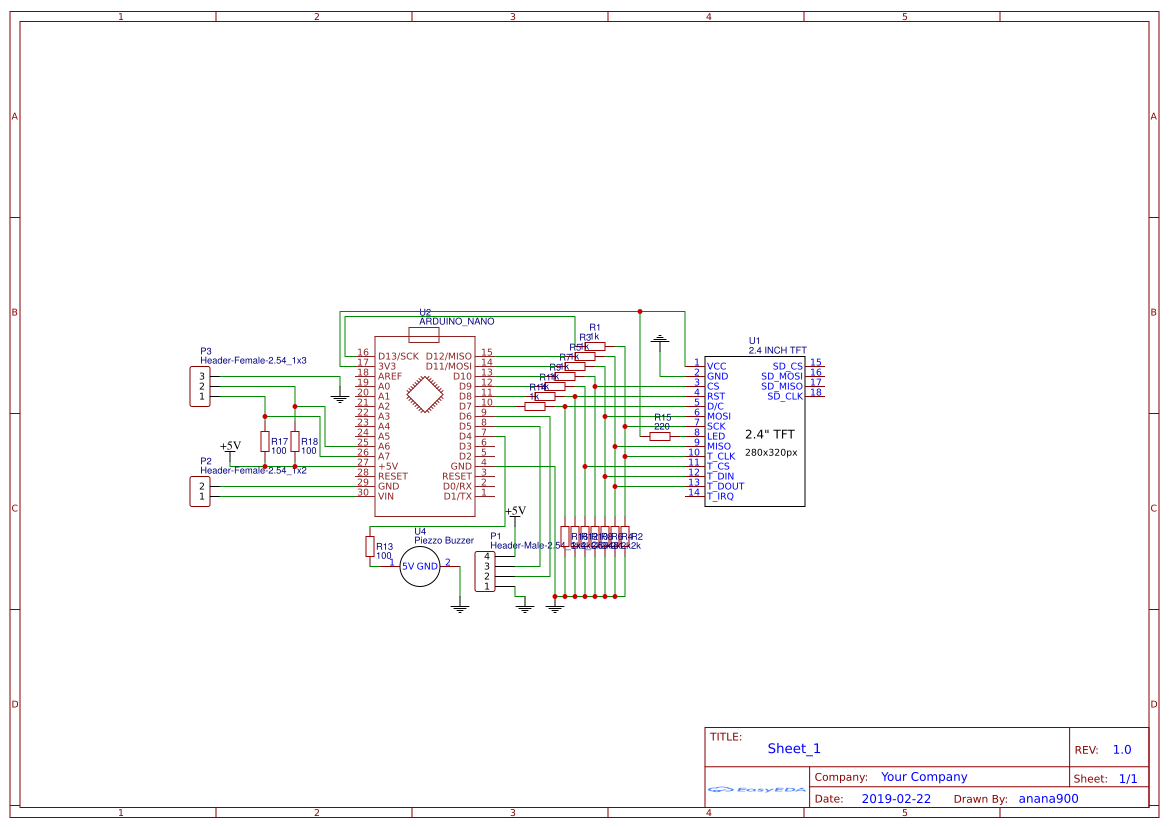 1 2 3 4 5
A A
B B
C C
D D
U2
ARDUINO_NANO
16 D13/SCK D12/MISO 15
17 3V3 D11/MOSI 14
18 AREF D10 13
19 A0 D9 12
20 A1 D8 11
21 A2 D7 10
22 A3 D6 9
23 A4 D5 8
24 A5 D4 7
25 A6 D3 6
26 A7 D2 5
27 +5V GND 4
28 RESET RESET 3
29 GND D0/RX 2
30 VIN D1/TX 1
P3
Header-Female-2.54_1x3
3
2
1
R17
100
R18
100
+5V
P2
Header-Female-2.54_1x2
2
1
R1
1k
R3
R5
R7
R9
1k
R15
220
U1
2.4 INCH TFT
1 VCC SD_CS 15
2 GND SD_MOSI 16
3 CS SD_MISO 17
4 RST SD_CLK 18
5 D/C
6 MOSI
7 SCK
8 LED
9 MISO
10 T_CLK
11 T_CS
12 T_DIN
13 T_DOUT
14 T_IRQ
2.4" TFT
280x320px
R13
100
U4
Piezzo Buzzer
1 5V GND 2
+5V
P1
Header-Male-2.54_
4
3
2
1
R2
2k
TITLE:
Sheet_1
REV: 1.0
EasyEDA
Company: Your Company
Sheet: 1/1
Date: 2019-02-22 Drawn By: anana900
1 2 3 4 5